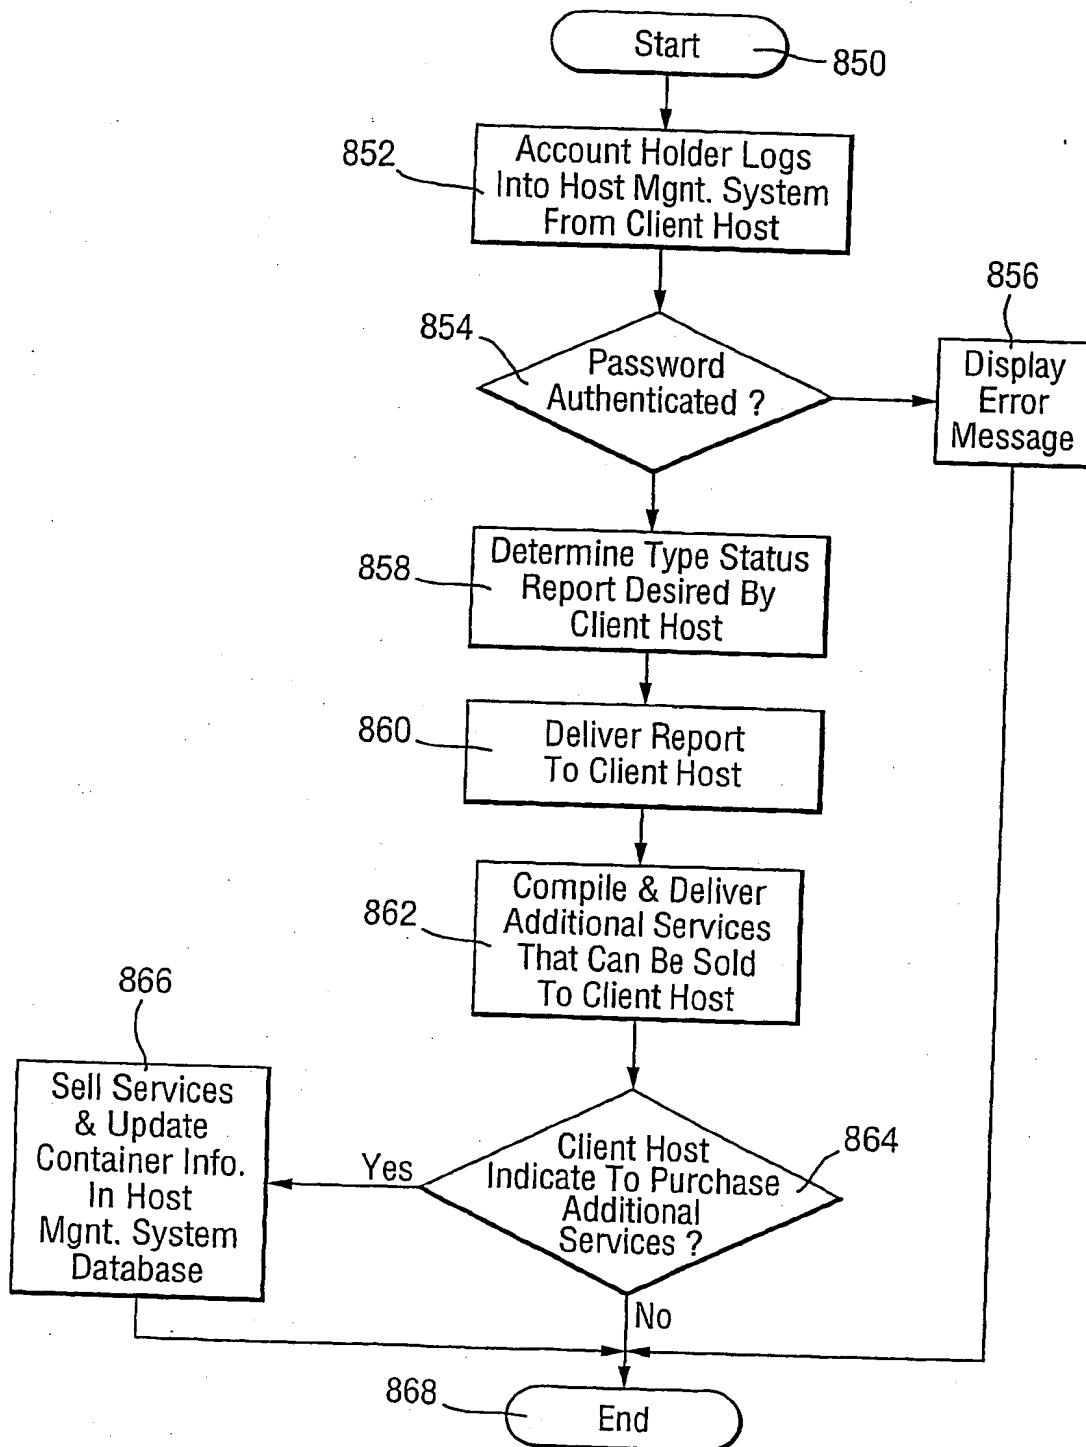 Start
850
852
Account Holder Logs
Into Host Mgnt. System
From Client Host
856
854
Password
Authenticated ?
Display
Error
Message
858
Determine Type Status
Report Desired By
Client Host
860
Deliver Report
To Client Host
862
Compile & Deliver
Additional Services
That Can Be Sold
To Client Host
866
Sell Services
& Update
Container Info.
In Host
Mgnt. System
Database
Yes
Client Host
Indicate To Purchase
Additional
Services ?
864
No
868
End